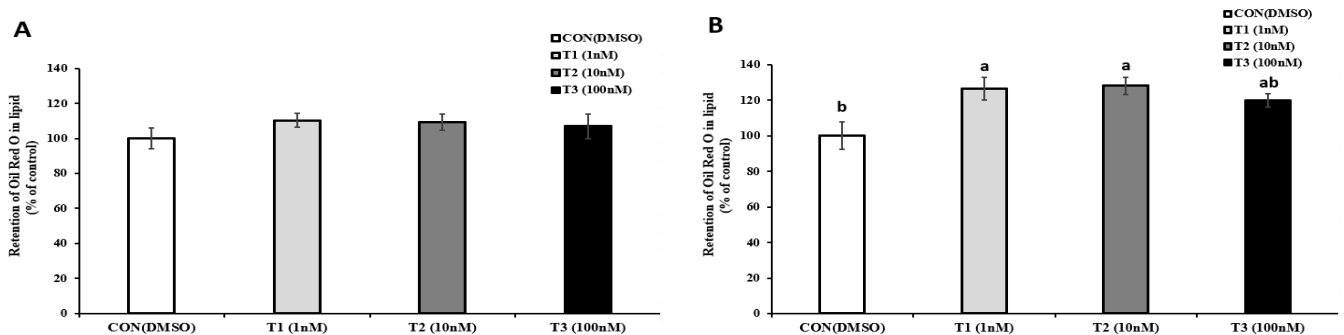 A
CON(DMSO)
T1 (1nM)
T2 (10nM)
T3 (100nM)
Retention of Oil Red O in lipid
(% of control)
140
120
100
80
60
40
20
0
CON(DMSO)
T1 (1nM)
T2 (10nM)
T3 (100nM)
B
CON(DMSO)
T1 (1nM)
T2 (10nM)
T3 (100nM)
Retention of Oil Red O in lipid
(% of control)
140
120
100
80
60
40
20
0
b
a
a
ab
CON(DMSO)
T1 (1nM)
T2 (10nM)
T3 (100nM)